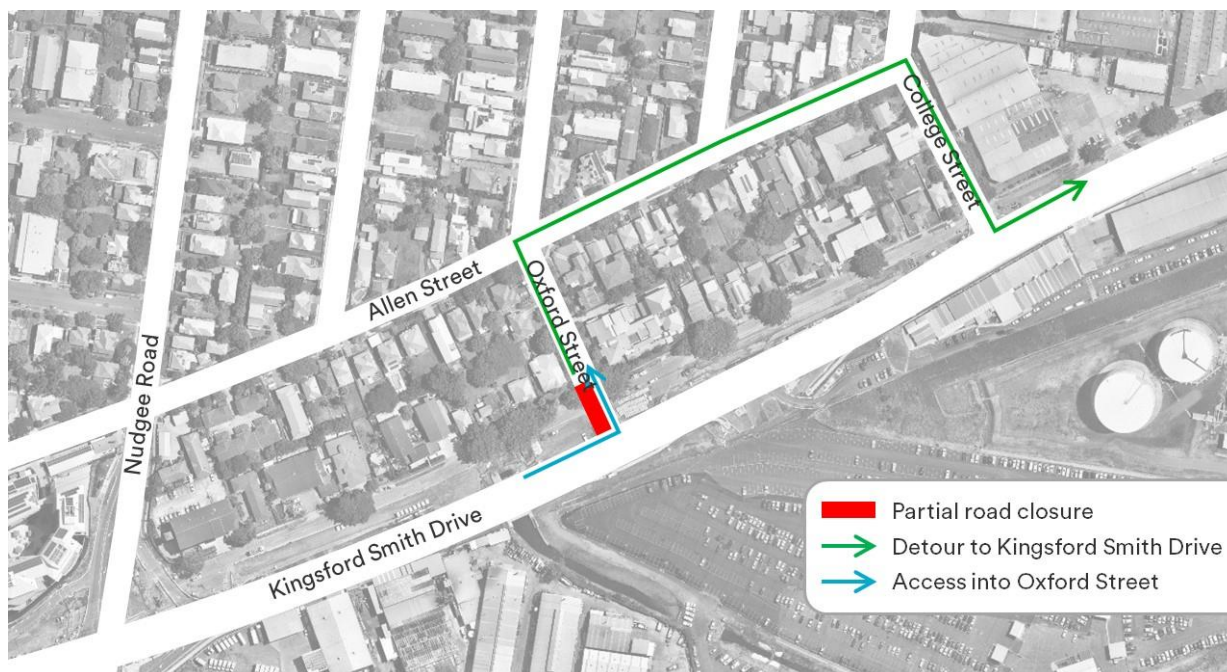 College Street
Oxford Street
Allen Street
Nudgee Road
Kingsford Smith Drive
Partial road closure
Detour to Kingsford Smith Drive
Access into Oxford Street